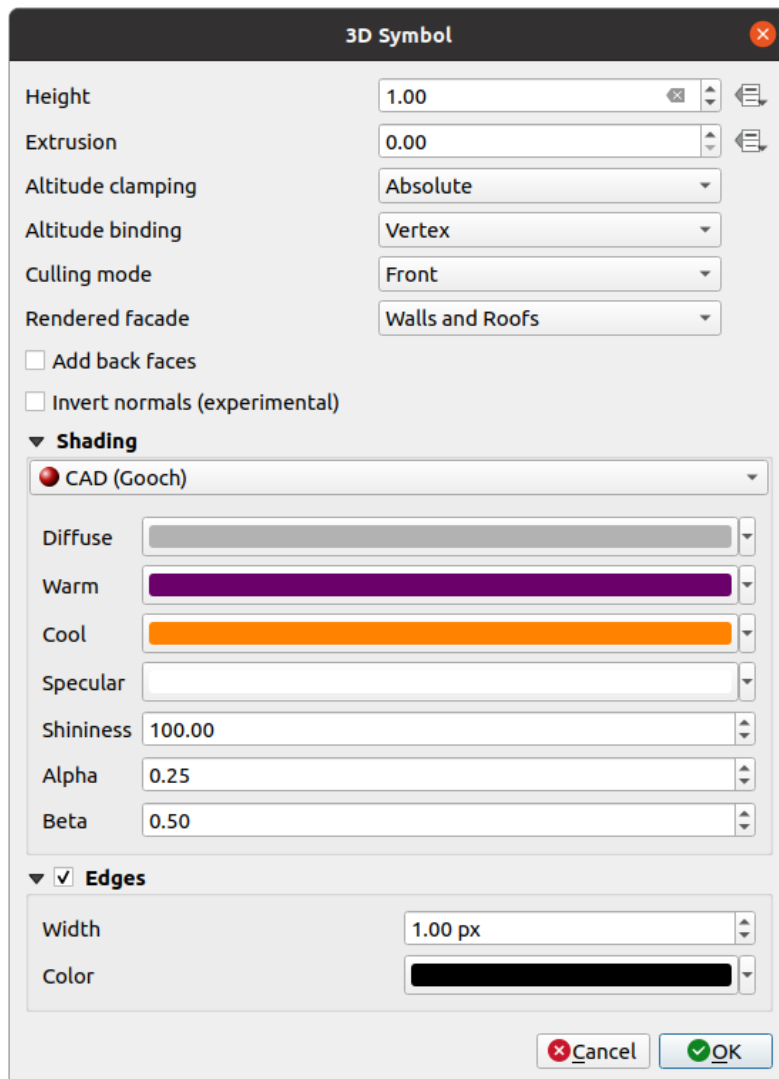 3D Symbol
Height 1.00
Extrusion 0.00
Altitude clamping Absolute
Altitude binding Vertex
Culling mode Front
Rendered facade Walls and Roofs
Add back faces
Invert normals (experimental)
Shading
CAD (Gooch)
Diffuse
Warm
Cool
Specular
Shininess 100.00
Alpha 0.25
Beta 0.50
Edges
Width 1.00 px
Color
Cancel OK